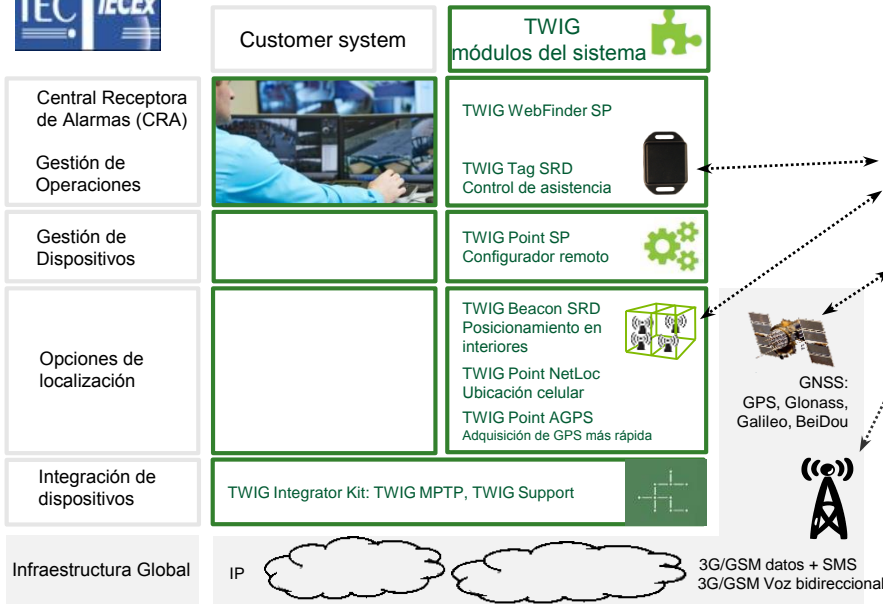 IEC IECEx
Customer system
TWIG
módulos del sistema
Central Receptora
de Alarmas (CRA)
Gestión de
Operaciones
TWIG WebFinder SP
TWIG Tag SRD
Control de asistencia
Gestión de
Dispositivos
TWIG Point SP
Configurador remoto
Opciones de
localización
TWIG Beacon SRD
Posicionamiento en
interiores
TWIG Point NetLoc
Ubicación celular
TWIG Point AGPS
Adquisición de GPS más rápida
GNSS:
GPS, Glonass,
Galileo, BeiDou
Integración de
dispositivos
TWIG Integrator Kit: TWIG MPTP, TWIG Support
Infraestructura Global
IP
3G/GSM datos + SMS
3G/GSM Voz bidireccional